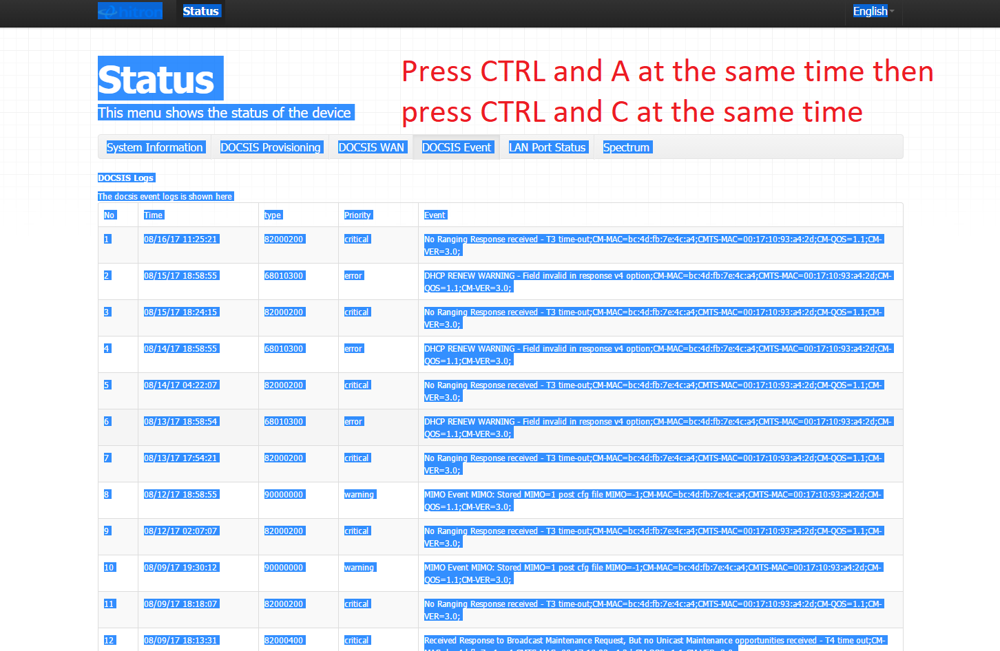 hitron Status English
Status
Press CTRL and A at the same time then
press CTRL and C at the same time
This menu shows the status of the device
System Information DOCSIS Provisioning DOCSIS WAN DOCSIS Event LAN Port Status Spectrum
DOCSIS Logs
The docsis event logs is shown here
No Time type Priority Event
1 08/16/17 11:25:21 82000200 critical No Ranging Response received - T3 time-out;CM-MAC=bc:4d:fb:7e:4c:a4;CMTS-MAC=00:17:10:93:a4:2d;CM-QOS=1.1;CM-
VER=3.0;
2 08/15/17 18:58:55 68010300 error DHCP RENEW WARNING - Field invalid in response v4 option;CM-MAC=bc:4d:fb:7e:4c:a4;CMTS-MAC=00:17:10:93:a4:2d;CM-
QOS=1.1;CM-VER=3.0;
3 08/15/17 18:24:15 82000200 critical No Ranging Response received - T3 time-out;CM-MAC=bc:4d:fb:7e:4c:a4;CMTS-MAC=00:17:10:93:a4:2d;CM-QOS=1.1;CM-
VER=3.0;
4 08/14/17 18:58:55 68010300 error DHCP RENEW WARNING - Field invalid in response v4 option;CM-MAC=bc:4d:fb:7e:4c:a4;CMTS-MAC=00:17:10:93:a4:2d;CM-
QOS=1.1;CM-VER=3.0;
5 08/14/17 04:22:07 82000200 critical No Ranging Response received - T3 time-out;CM-MAC=bc:4d:fb:7e:4c:a4;CMTS-MAC=00:17:10:93:a4:2d;CM-QOS=1.1;CM-
VER=3.0;
6 08/13/17 18:58:54 68010300 error DHCP RENEW WARNING - Field invalid in response v4 option;CM-MAC=bc:4d:fb:7e:4c:a4;CMTS-MAC=00:17:10:93:a4:2d;CM-
QOS=1.1;CM-VER=3.0;
7 08/13/17 17:54:21 82000200 critical No Ranging Response received - T3 time-out;CM-MAC=bc:4d:fb:7e:4c:a4;CMTS-MAC=00:17:10:93:a4:2d;CM-QOS=1.1;CM-
VER=3.0;
8 08/12/17 18:58:55 90000000 warning MIMO Event MIMO: Stored MIMO=1 post cfg file MIMO=-1;CM-MAC=bc:4d:fb:7e:4c:a4;CMTS-MAC=00:17:10:93:a4:2d;CM-
QOS=1.1;CM-VER=3.0;
9 08/12/17 02:07:07 82000200 critical No Ranging Response received - T3 time-out;CM-MAC=bc:4d:fb:7e:4c:a4;CMTS-MAC=00:17:10:93:a4:2d;CM-QOS=1.1;CM-
VER=3.0;
10 08/09/17 19:30:12 90000000 warning MIMO Event MIMO: Stored MIMO=1 post cfg file MIMO=-1;CM-MAC=bc:4d:fb:7e:4c:a4;CMTS-MAC=00:17:10:93:a4:2d;CM-
QOS=1.1;CM-VER=3.0;
11 08/09/17 18:18:07 82000200 critical No Ranging Response received - T3 time-out;CM-MAC=bc:4d:fb:7e:4c:a4;CMTS-MAC=00:17:10:93:a4:2d;CM-QOS=1.1;CM-
VER=3.0;
12 08/09/17 18:13:31 82000400 critical Received Response to Broadcast Maintenance Request, But no Unicast Maintenance opportunities received - T4 time out;CM-